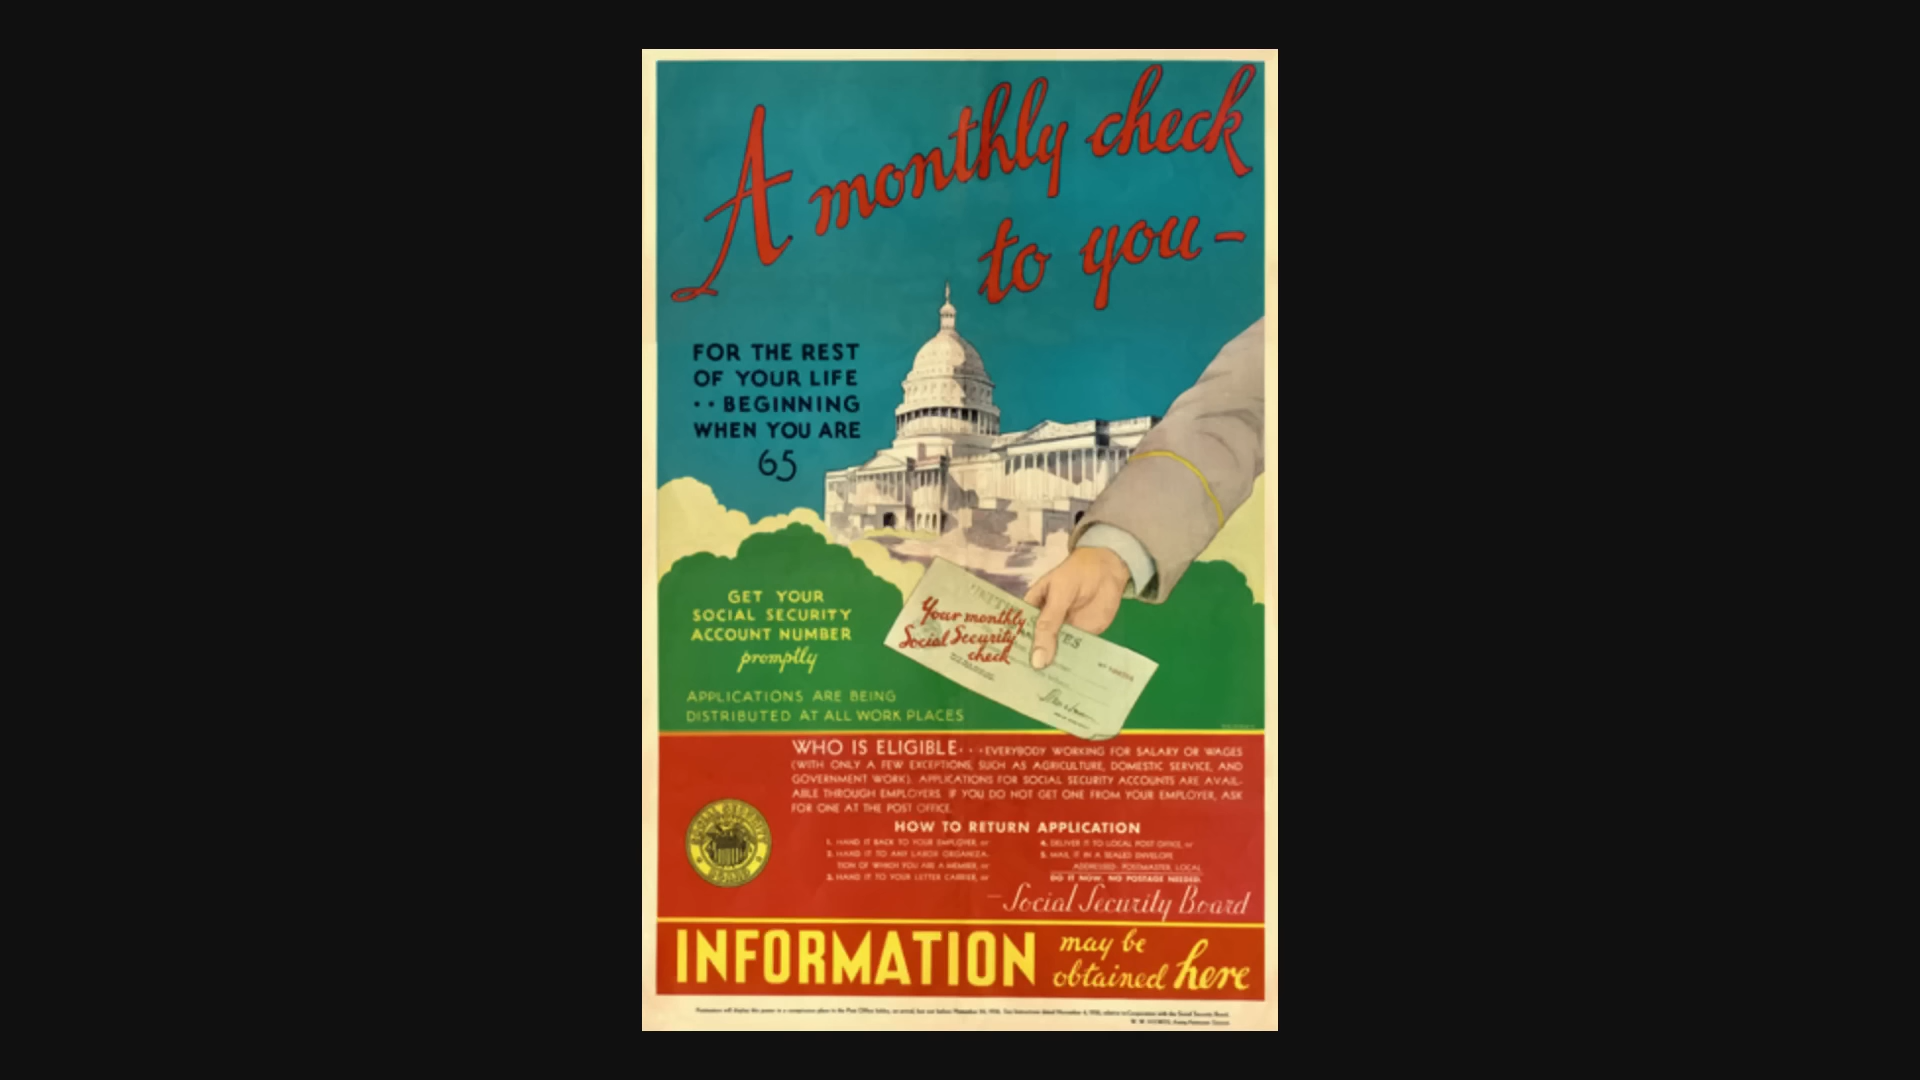 A monthly check
to you-
FOR THE REST
OF YOUR LIFE
·· BEGINNING
WHEN YOU ARE
65
Your monthly
Social Security
check
GET YOUR
SOCIAL SECURITY
ACCOUNT NUMBER
promptly
APPLICATIONS ARE BEING
DISTRIBUTED AT ALL WORK PLACES
WHO IS ELIGIBLE · · · EVERYBODY WORKING FOR SALARY OR WAGES
(WITH ONLY A FEW EXCEPTIONS, SUCH AS AGRICULTURE, DOMESTIC SERVICE, AND
GOVERNMENT WORK). APPLICATIONS FOR SOCIAL SECURITY ACCOUNTS ARE AVAIL-
ABLE THROUGH EMPLOYERS. IF YOU DO NOT GET ONE FROM YOUR EMPLOYER, ASK
FOR ONE AT THE POST OFFICE.
HOW TO RETURN APPLICATION
1. HAND IT BACK TO YOUR EMPLOYER, or
2. HAND IT TO ANY LABOR ORGANIZA-
TION OF WHICH YOU ARE A MEMBER, or
3. HAND IT TO YOUR LETTER CARRIER, or
4. DELIVER IT TO LOCAL POST OFFICE, or
5. MAIL IT IN A SEALED ENVELOPE
ADDRESSED: POSTMASTER, LOCAL.
DO IT NOW. NO POSTAGE NEEDED.
SOCIAL SECURITY
BOARD
-Social Security Board
INFORMATION may be
obtained here